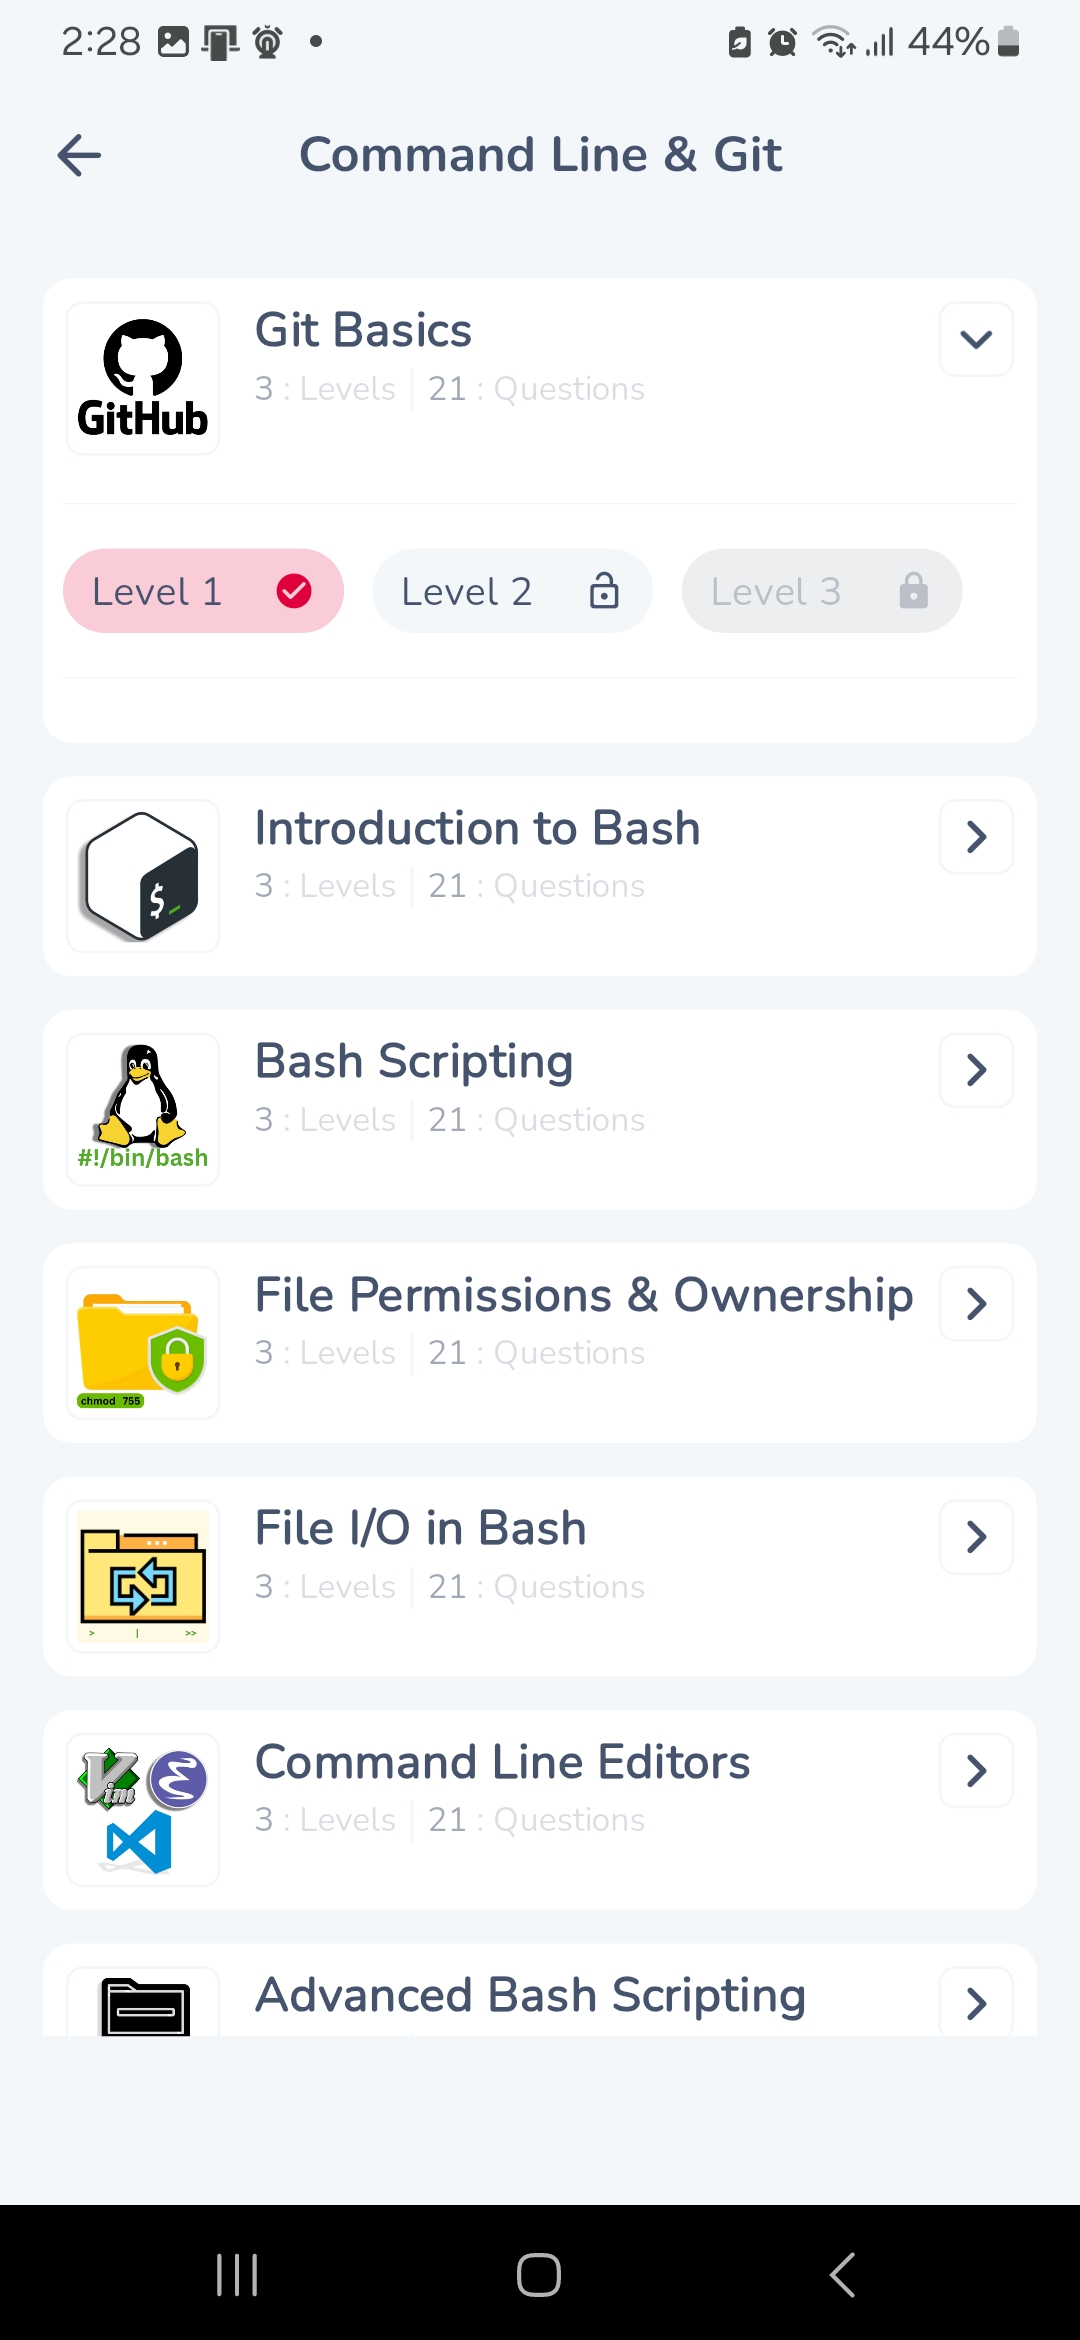 2:28
44%
Command Line & Git
GitHub
Git Basics
3 : Levels 21 : Questions
Level 1
Level 2
Level 3
$_
Introduction to Bash
3 : Levels 21 : Questions
#!/bin/bash
Bash Scripting
3 : Levels 21 : Questions
chmod 755
File Permissions & Ownership
3 : Levels 21 : Questions
> | >>
File I/O in Bash
3 : Levels 21 : Questions
Vim
Command Line Editors
3 : Levels 21 : Questions
Advanced Bash Scripting